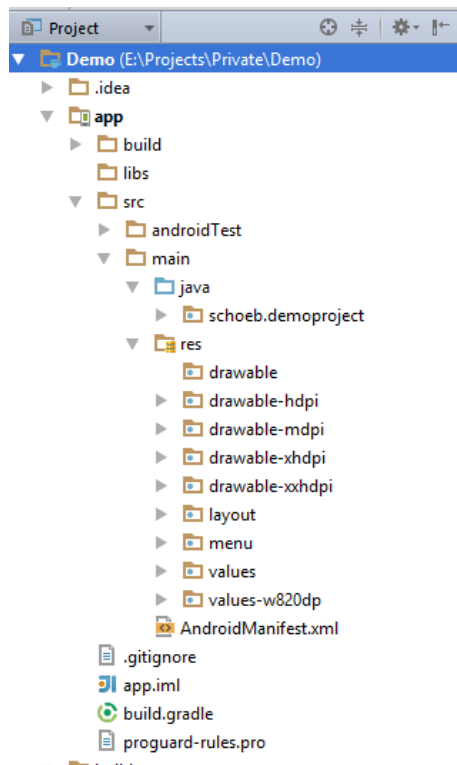 Project
Demo (E:\Projects\Private\Demo)
.idea
app
build
libs
src
androidTest
main
java
schoeb.demoproject
res
drawable
drawable-hdpi
drawable-mdpi
drawable-xhdpi
drawable-xxhdpi
layout
menu
values
values-w820dp
AndroidManifest.xml
.gitignore
app.iml
build.gradle
proguard-rules.pro